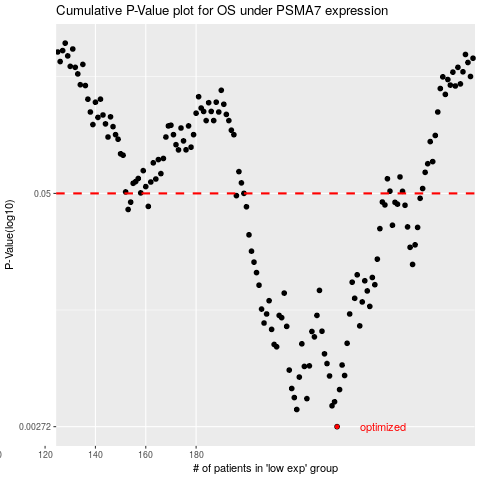 Cumulative P-Value plot for OS under PSMA7 expression
P-Value(log10)
0.05
0.00272
optimized
0 120 140 160 180
# of patients in 'low exp' group